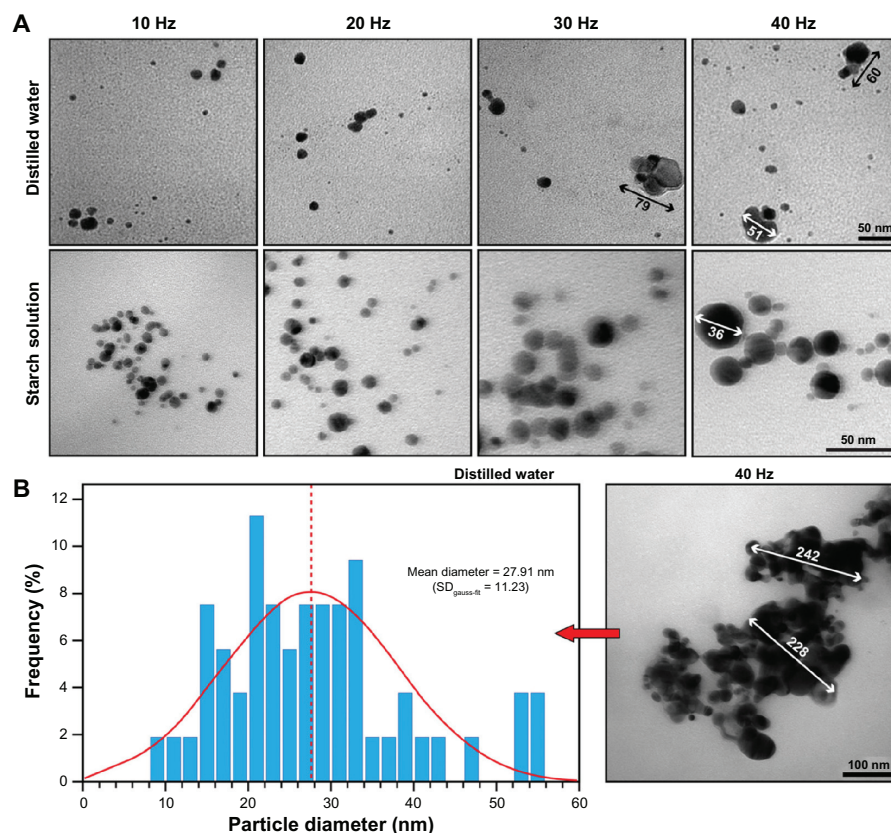 A
10 Hz
20 Hz
30 Hz
40 Hz
Distilled water
79
60
51
50 nm
Starch solution
36
50 nm
B
Distilled water
40 Hz
Frequency (%)
12
10
8
6
4
2
0
Mean diameter = 27.91 nm
(SDgauss-fit = 11.23)
0
10
20
30
40
50
60
Particle diameter (nm)
242
228
100 nm